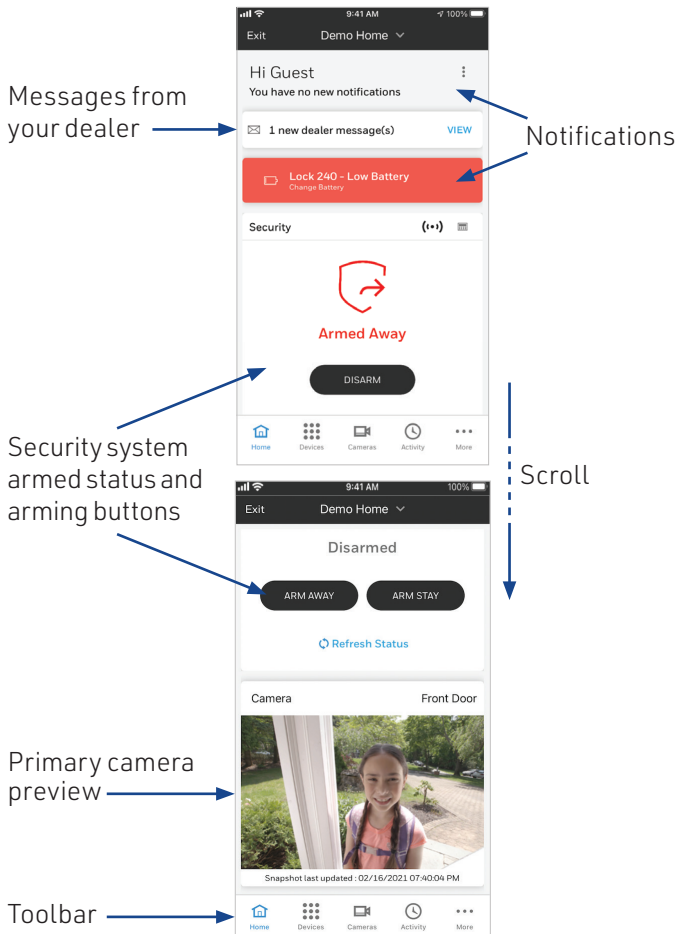 9:41 AM 100%
Exit Demo Home
Hi Guest
You have no new notifications
Messages from
your dealer
1 new dealer message(s) VIEW
Notifications
Lock 240 - Low Battery
Change Battery
Security
Armed Away
DISARM
Home Devices Cameras Activity More
Security system
armed status and
arming buttons
Scroll
9:41 AM 100%
Exit Demo Home
Disarmed
ARM AWAY ARM STAY
Refresh Status
Camera Front Door
Primary camera
preview
Snapshot last updated : 02/16/2021 07:40:04 PM
Toolbar
Home Devices Cameras Activity More